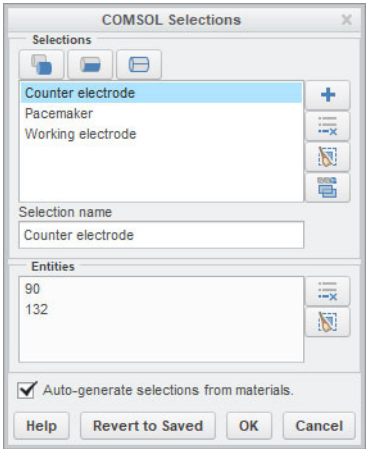 COMSOL Selections
Selections
Counter electrode
Pacemaker
Working electrode
Selection name
Counter electrode
Entities
90
132
Auto-generate selections from materials.
Help Revert to Saved OK Cancel